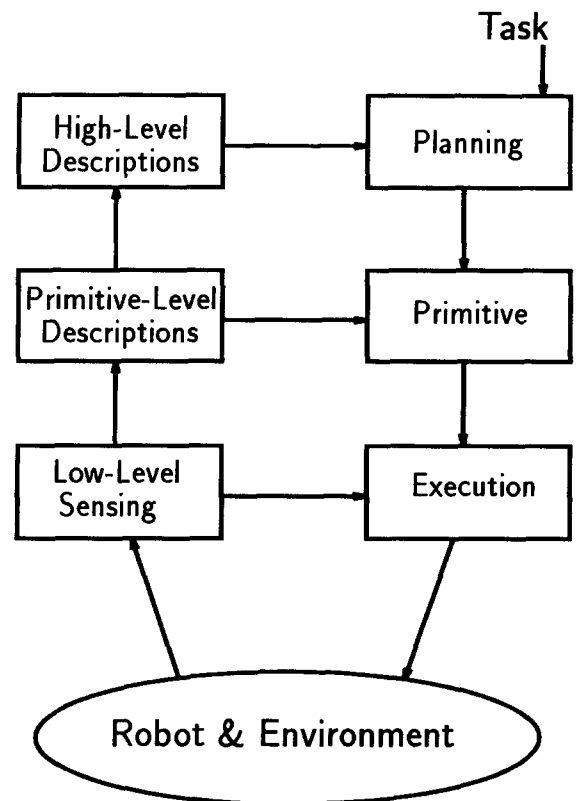 Task
High-Level
Descriptions
Planning
Primitive-Level
Descriptions
Primitive
Low-Level
Sensing
Execution
Robot & Environment